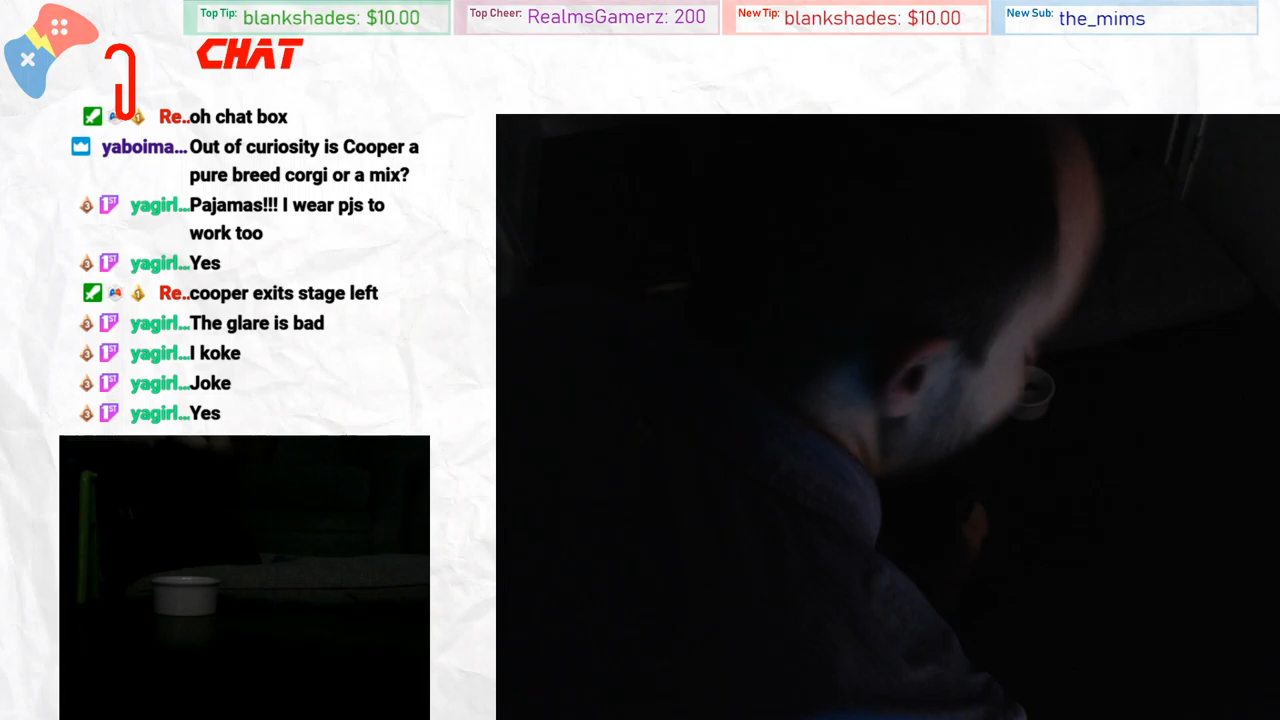 Top Tip: blankshades: $10.00
Top Cheer: RealmsGamerz: 200
New Tip: blankshades: $10.00
New Sub: the_mims
CHAT
Re..oh chat box
yaboima...Out of curiosity is Cooper a
pure breed corgi or a mix?
yagirl...Pajamas!!! I wear pjs to
work too
yagirl...Yes
Re..cooper exits stage left
yagirl...The glare is bad
yagirl...I koke
yagirl...Joke
yagirl...Yes